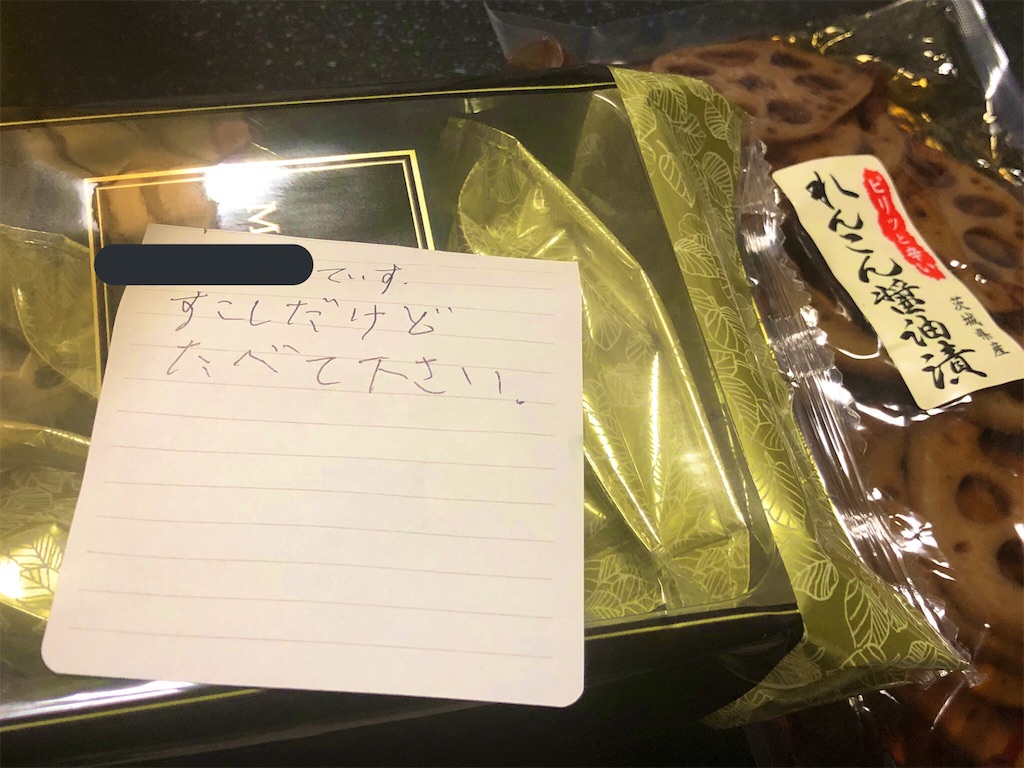 M
でいす.
すこしだけど
たべて下さい.
ピリッと辛い
れんこん醤油漬
茨城県産